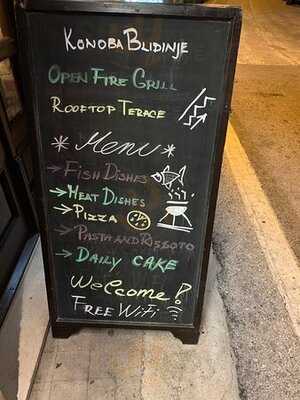 Konoba Blidinje
Open Fire Grill
Rooftop Terace
* Menu *
→ Fish Dishes
→ Meat Dishes
→ Pizza
→ Pasta and Risoto
→ Daily Cake
Welcome!
Free WiFi